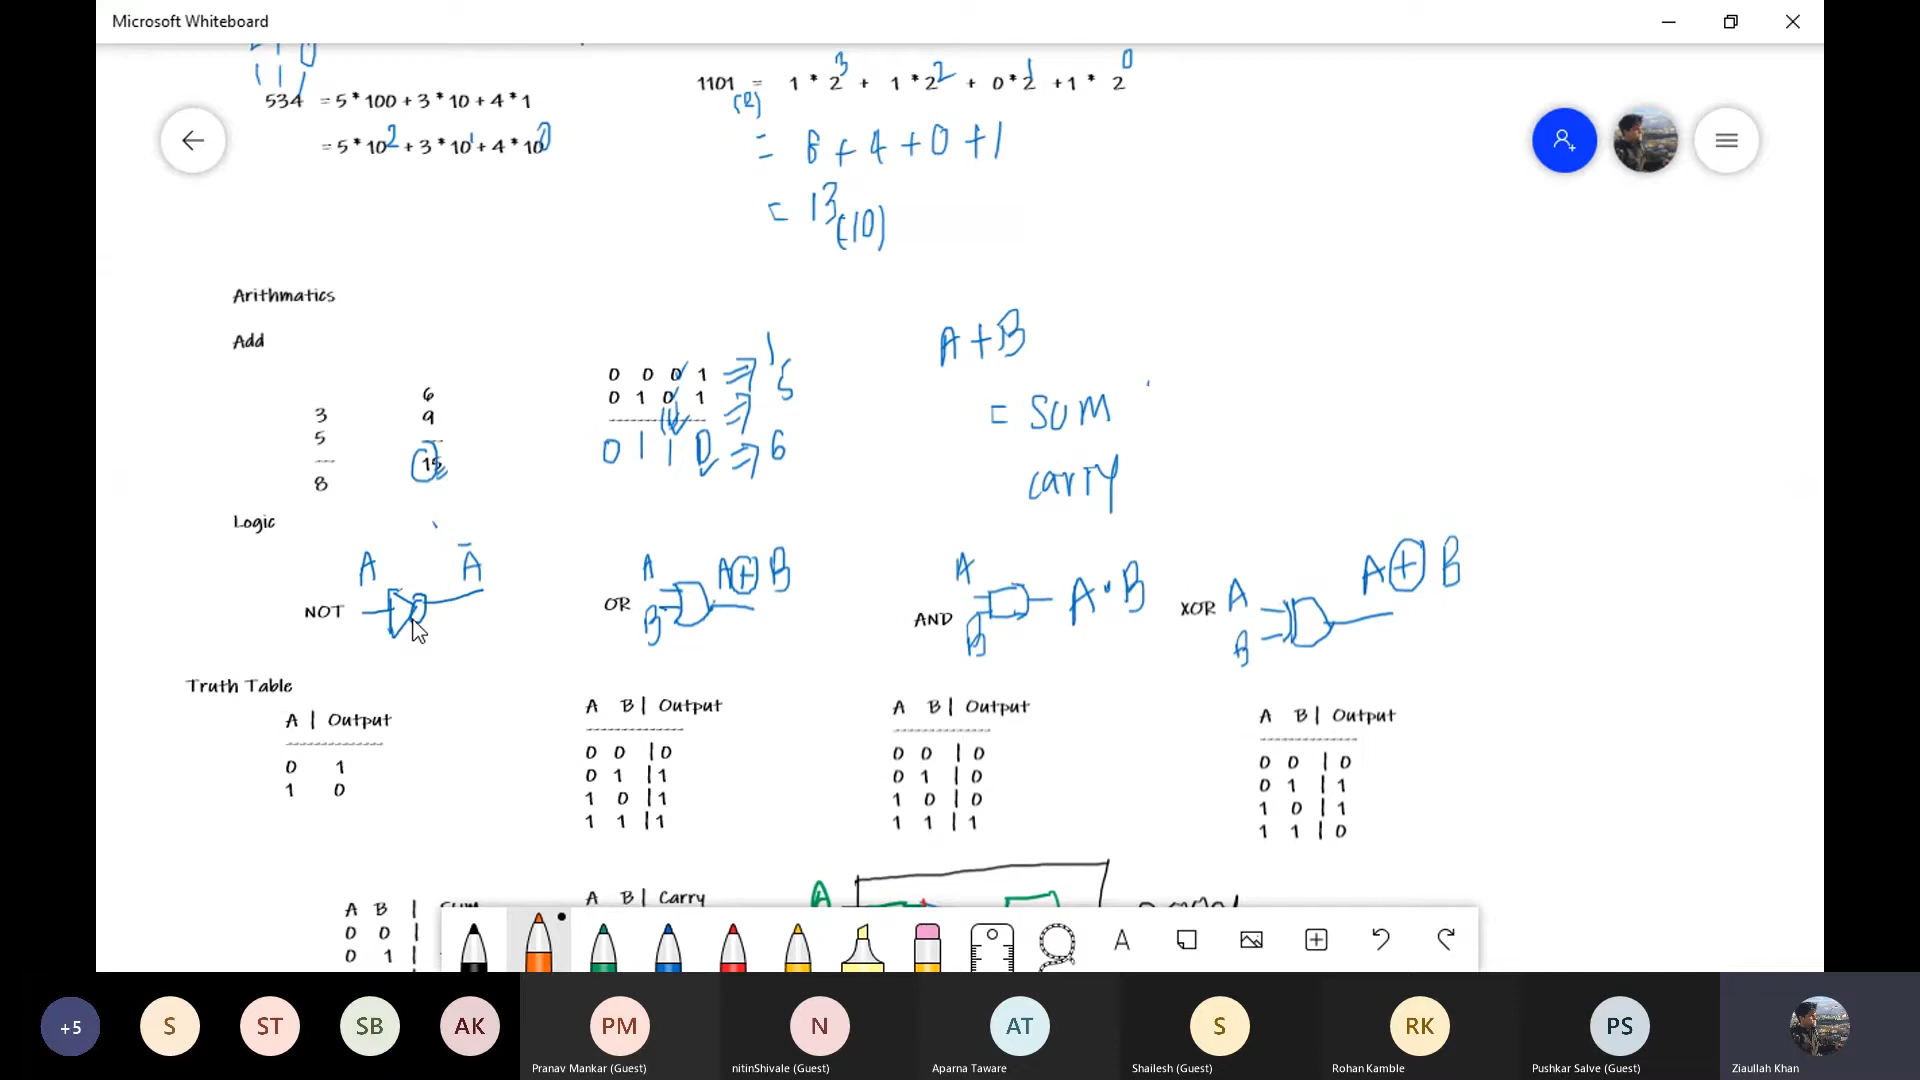 Microsoft Whiteboard
534 = 5 * 100 + 3 * 10 + 4 * 1
= 5 * 10 2 + 3 * 10 1 + 4 * 10 0
1101 = 1 * 2 3 + 1 * 2 2 + 0 * 2 1 + 1 * 2 0
(2)
= 8 + 4 + 0 + 1
= 13 (10)
Arithmatics
Add
3
5
---
8
6
9
---
15
0 0 0 1 => 1
0 1 0 1 => 5
0 1 1 0 => 6
A + B
= SUM
carry
Logic
NOT A Ā
OR A B A + B
AND A B A . B
XOR A B A ⊕ B
Truth Table
A | Output
0 1
1 0
A B | Output
0 0 | 0
0 1 | 1
1 0 | 1
1 1 | 1
A B | Output
0 0 | 0
0 1 | 0
1 0 | 0
1 1 | 1
A B | Output
0 0 | 0
0 1 | 1
1 0 | 1
1 1 | 0
A B |
0 0 |
0 1 |
A B | Carry
A
A
+5
S
ST
SB
AK
PM
Pranav Mankar (Guest)
N
nitinShivale (Guest)
AT
Aparna Taware
S
Shailesh (Guest)
RK
Rohan Kamble
PS
Pushkar Salve (Guest)
Ziaullah Khan